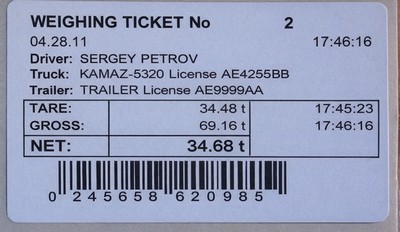 WEIGHING TICKET No 2
04.28.11 17:46:16
Driver: SERGEY PETROV
Truck: KAMAZ-5320 License AE4255BB
Trailer: TRAILER License AE9999AA
TARE: 34.48 t 17:45:23
GROSS: 69.16 t 17:46:16
NET: 34.68 t
0 245658 620985